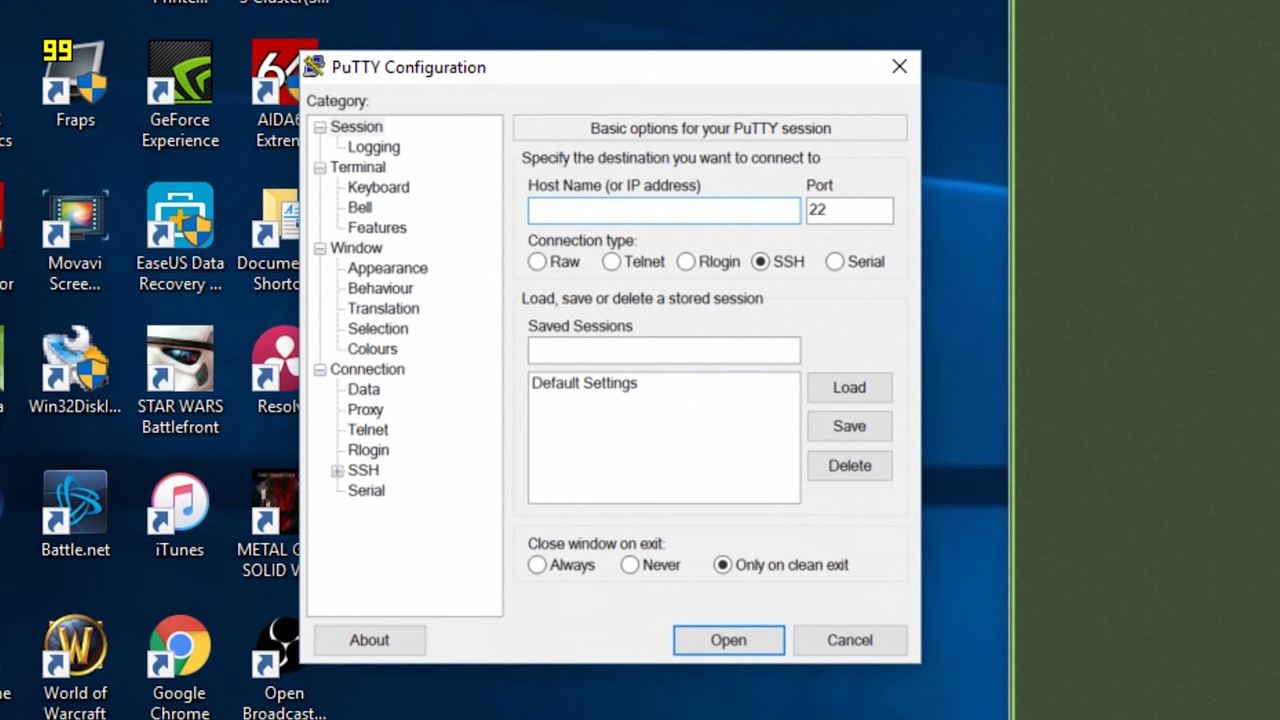 99
Fraps
GeForce
Experience
Movavi
Scree...
EaseUS Data
Recovery ...
Win32DiskI...
STAR WARS
Battlefront
Battle.net
iTunes
World of
Warcraft
Google
Chrome
Open
Broadcast...
PuTTY Configuration
Category:
Session
Logging
Terminal
Keyboard
Bell
Features
Window
Appearance
Behaviour
Translation
Selection
Colours
Connection
Data
Proxy
Telnet
Rlogin
SSH
Serial
Basic options for your PuTTY session
Specify the destination you want to connect to
Host Name (or IP address) Port
22
Connection type:
Raw Telnet Rlogin SSH Serial
Load, save or delete a stored session
Saved Sessions
Default Settings
Load
Save
Delete
Close window on exit:
Always Never Only on clean exit
About Open Cancel